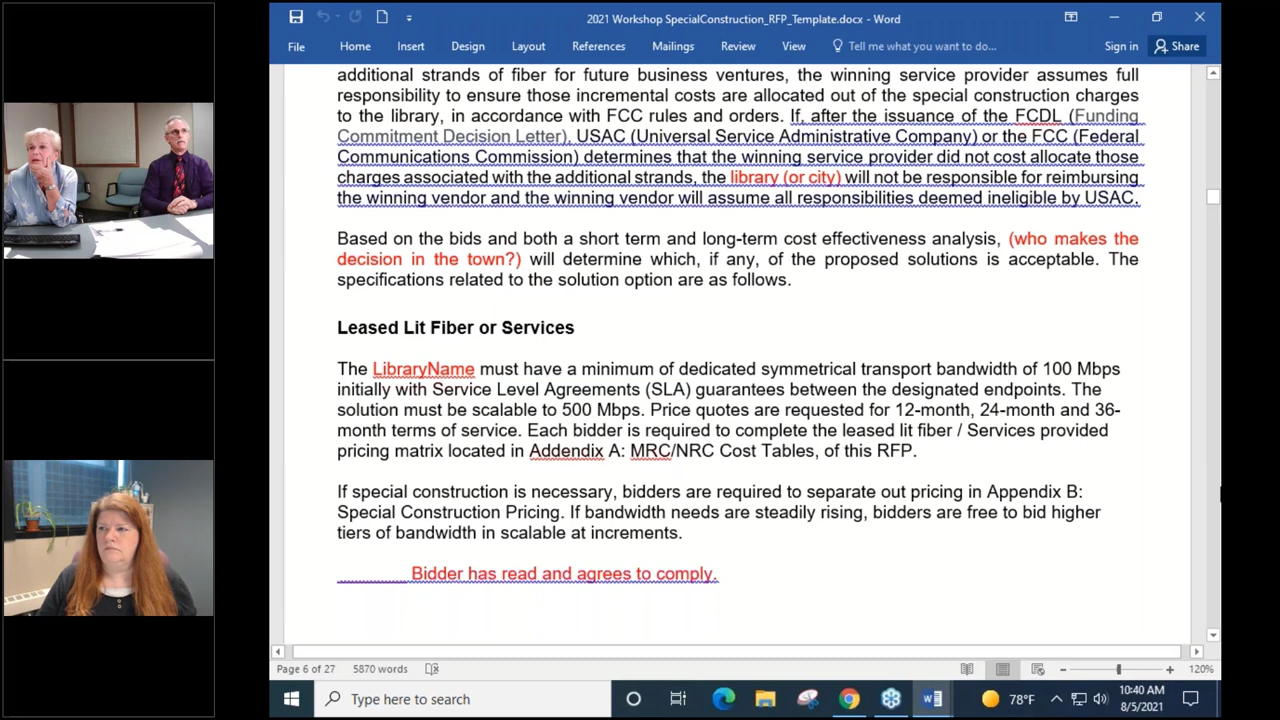 2021 Workshop SpecialConstruction_RFP_Template.docx - Word
File Home Insert Design Layout References Mailings Review View Tell me what you want to do... Sign in Share
additional strands of fiber for future business ventures, the winning service provider assumes full
responsibility to ensure those incremental costs are allocated out of the special construction charges
to the library, in accordance with FCC rules and orders. If, after the issuance of the FCDL (Funding
Commitment Decision Letter), USAC (Universal Service Administrative Company) or the FCC (Federal
Communications Commission) determines that the winning service provider did not cost allocate those
charges associated with the additional strands, the library (or city) will not be responsible for reimbursing
the winning vendor and the winning vendor will assume all responsibilities deemed ineligible by USAC.
Based on the bids and both a short term and long-term cost effectiveness analysis, (who makes the
decision in the town?) will determine which, if any, of the proposed solutions is acceptable. The
specifications related to the solution option are as follows.
Leased Lit Fiber or Services
The LibraryName must have a minimum of dedicated symmetrical transport bandwidth of 100 Mbps
initially with Service Level Agreements (SLA) guarantees between the designated endpoints. The
solution must be scalable to 500 Mbps. Price quotes are requested for 12-month, 24-month and 36-
month terms of service. Each bidder is required to complete the leased lit fiber / Services provided
pricing matrix located in Addendix A: MRC/NRC Cost Tables, of this RFP.
If special construction is necessary, bidders are required to separate out pricing in Appendix B:
Special Construction Pricing. If bandwidth needs are steadily rising, bidders are free to bid higher
tiers of bandwidth in scalable at increments.
_______ Bidder has read and agrees to comply.
Page 6 of 27 5870 words 120%
Type here to search 78°F 10:40 AM
8/5/2021